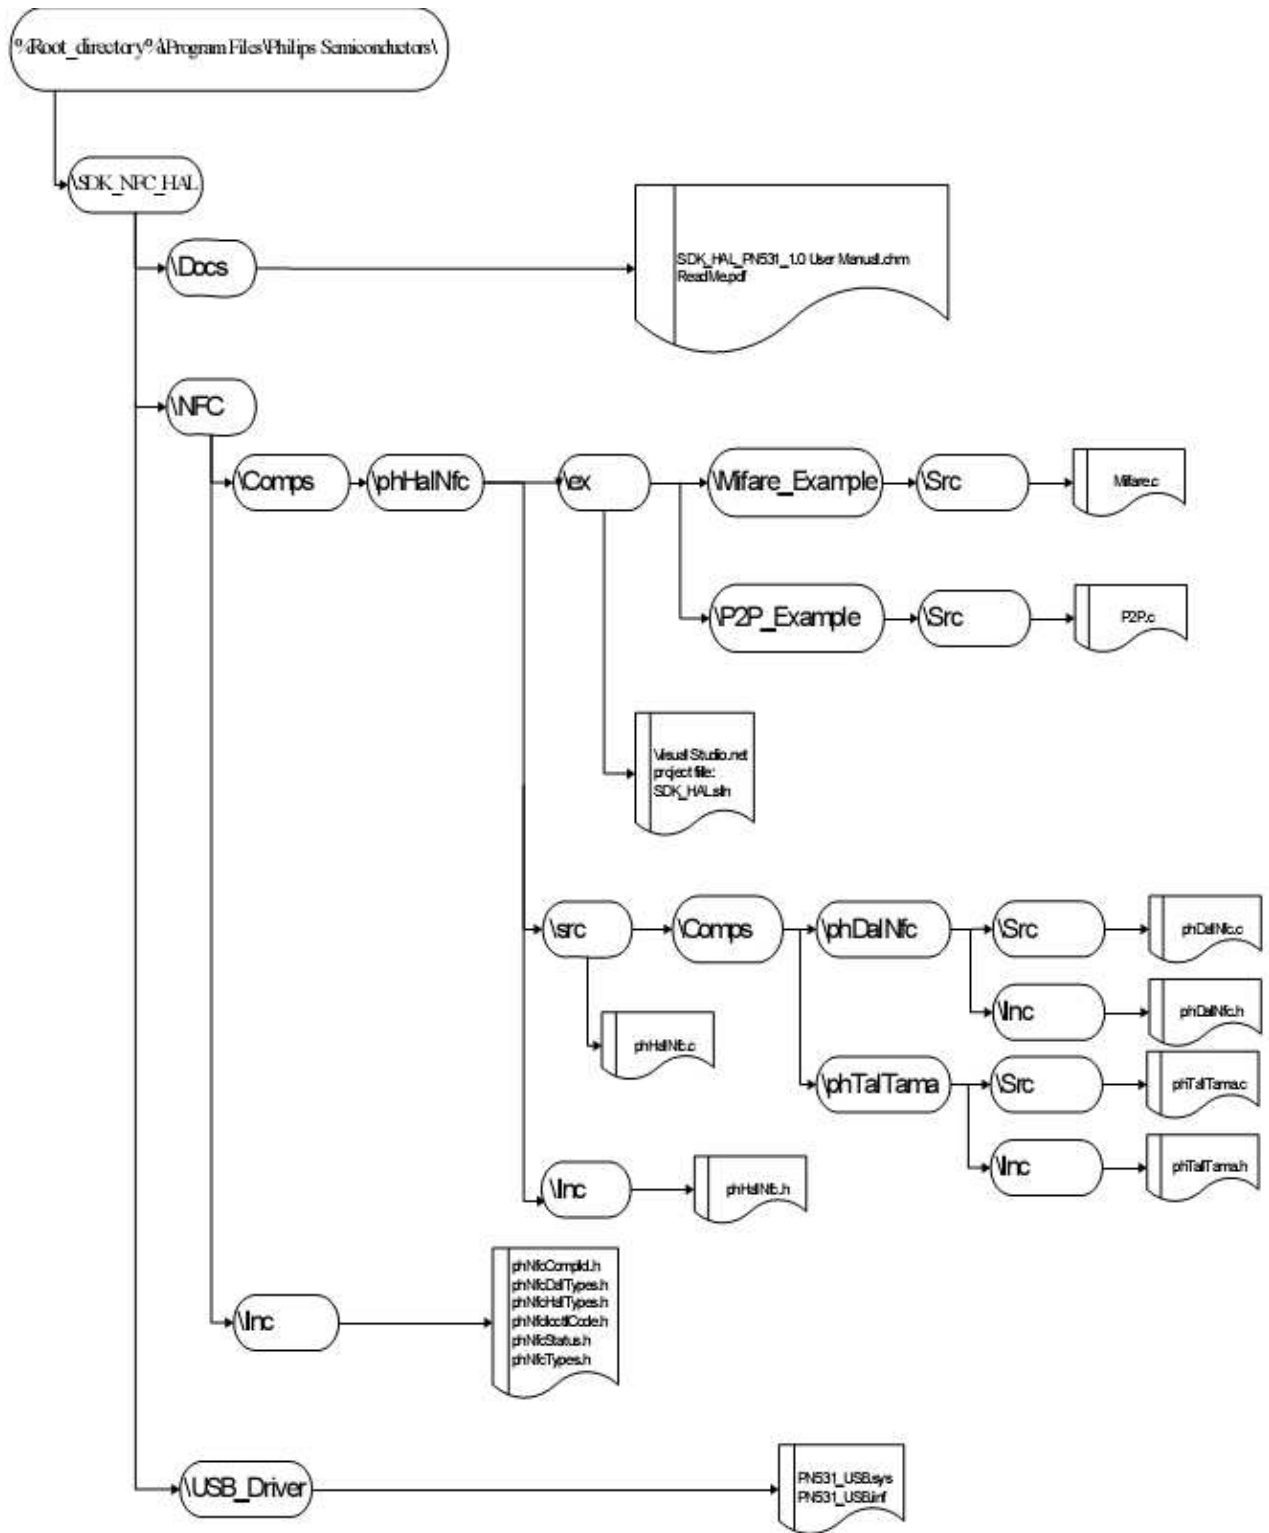 %Root_directory%\Program Files\Philips Semiconductors\
\SDK_NFC_HAL
\Docs
SDK_HAL_PN531_1.0 User Manual.chm
ReadMe.pdf
\NFC
\Comps
\phHalNfc
\ex
\Mifare_Example
\Src
Mifare.c
\P2P_Example
\Src
P2P.c
Visual Studio.net
project file:
SDK_HAL.sln
\src
\Comps
\phDalNfc
\Src
phDalNfc.c
\Inc
phDalNfc.h
phHalNfc.c
\phTalTama
\Src
phTalTama.c
\Inc
phTalTama.h
\Inc
phHalNfc.h
\Inc
phNfcCompId.h
phNfcDalTypes.h
phNfcHalTypes.h
phNfcIoctlCode.h
phNfcStatus.h
phNfcTypes.h
\USB_Driver
PN531_USB.sys
PN531_USB.inf